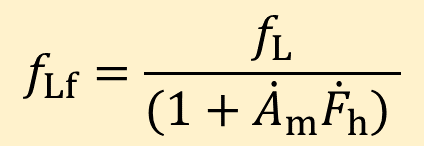 f_Lf = f_L / (1 + Ȧ_m Ḟ_h)